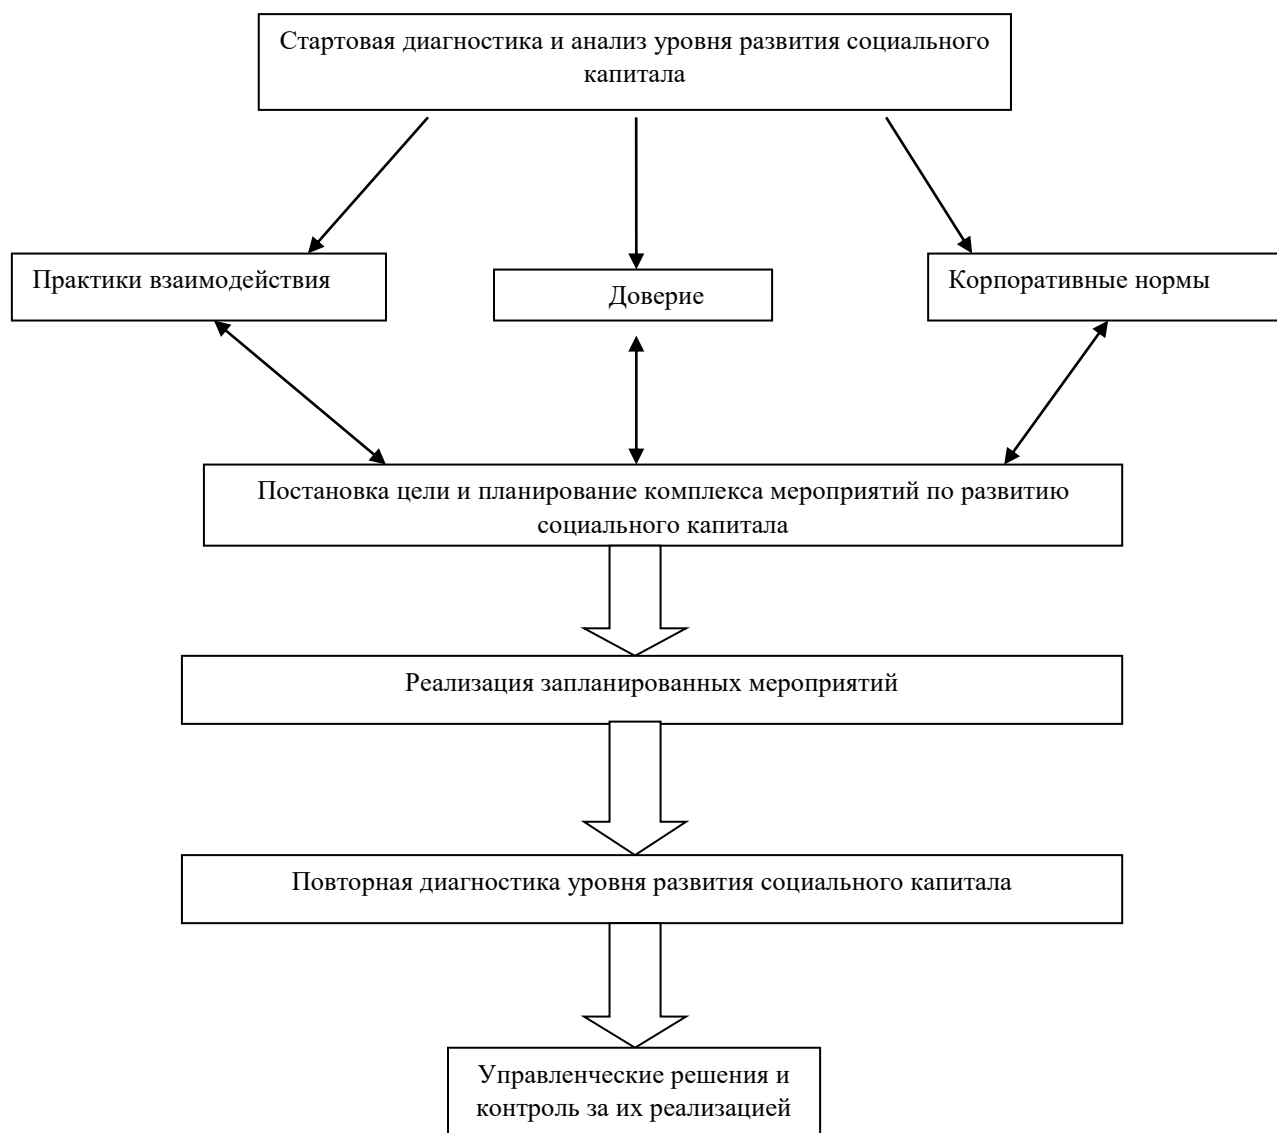 Стартовая диагностика и анализ уровня развития социального
капитала
Практики взаимодействия
Доверие
Корпоративные нормы
Постановка цели и планирование комплекса мероприятий по развитию
социального капитала
Реализация запланированных мероприятий
Повторная диагностика уровня развития социального капитала
Управленческие решения и
контроль за их реализацией